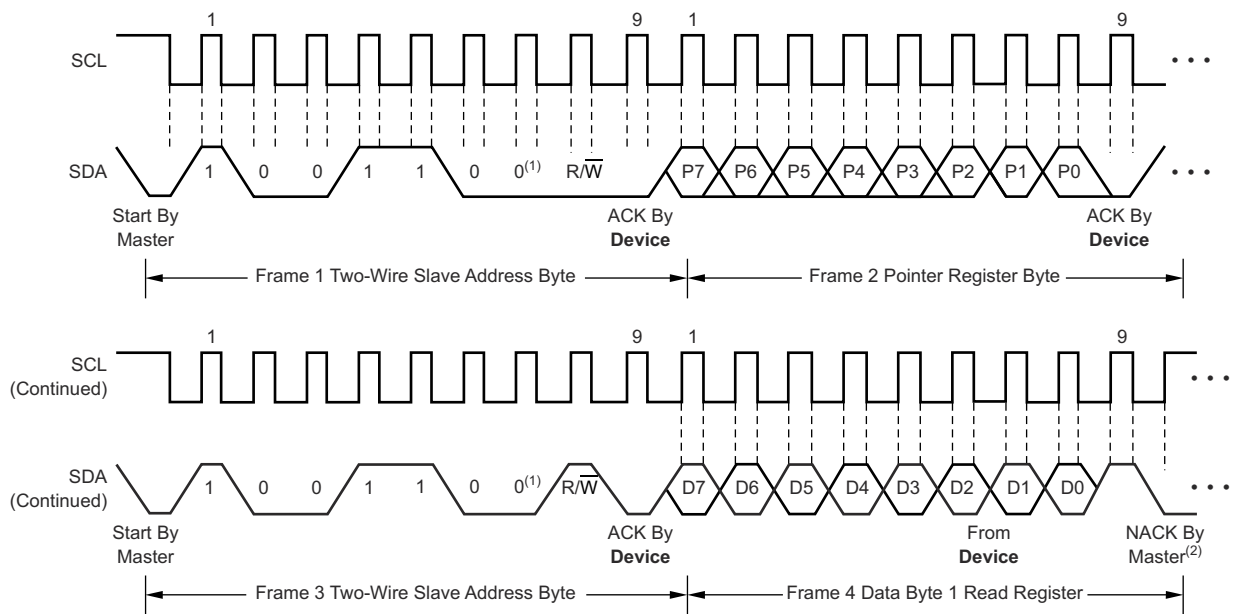 1 9 1 9
SCL
SDA
1 0 0 1 1 0 0(1) R/W P7 P6 P5 P4 P3 P2 P1 P0
Start By
Master
ACK By
Device
ACK By
Device
Frame 1 Two-Wire Slave Address Byte
Frame 2 Pointer Register Byte
1 9 1 9
SCL
(Continued)
SDA
(Continued)
1 0 0 1 1 0 0(1) R/W D7 D6 D5 D4 D3 D2 D1 D0
Start By
Master
ACK By
Device
From
Device
NACK By
Master(2)
Frame 3 Two-Wire Slave Address Byte
Frame 4 Data Byte 1 Read Register